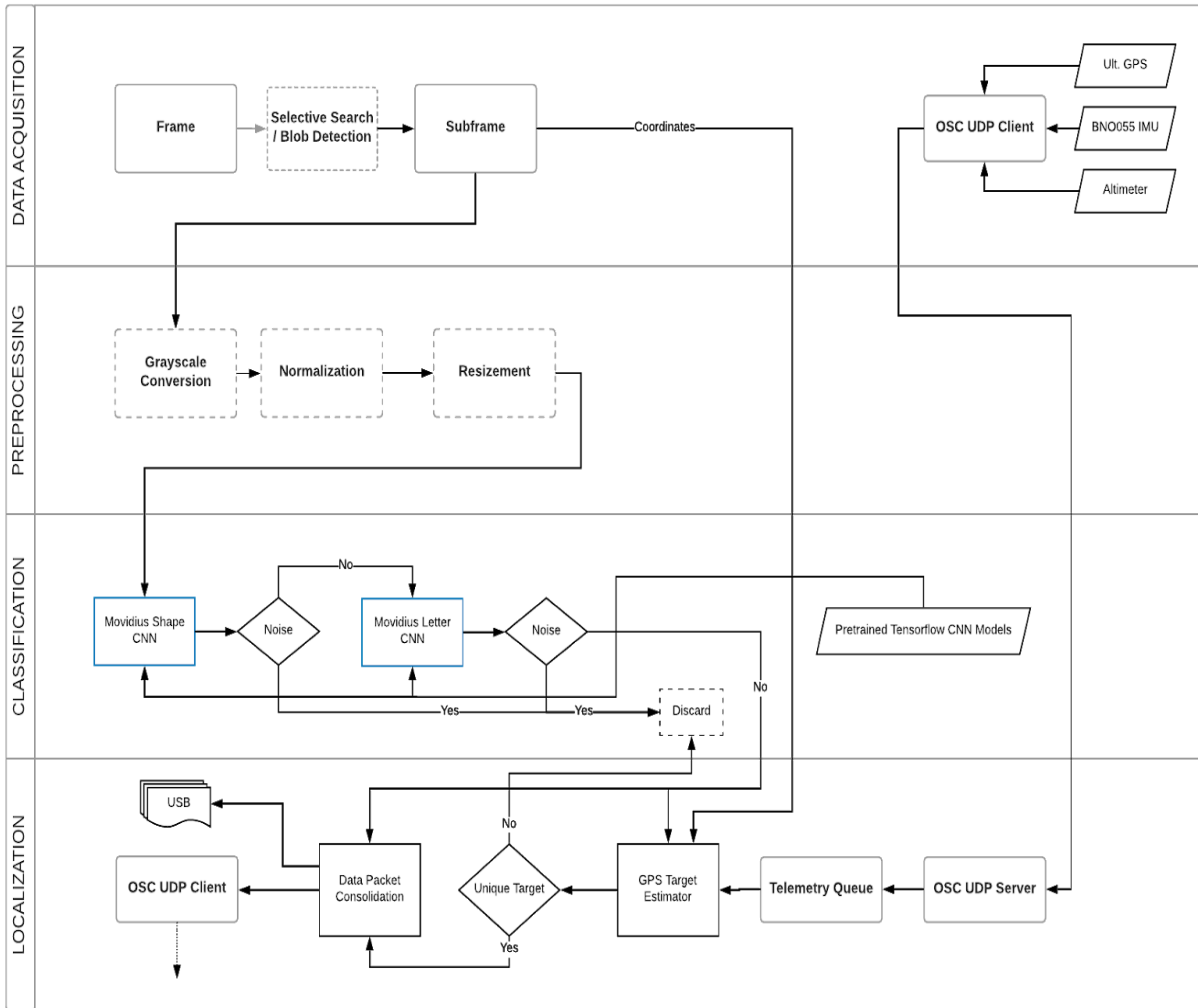 DATA ACQUISITION
Frame
Selective Search
/ Blob Detection
Subframe
Coordinates
OSC UDP Client
Ult. GPS
BNO055 IMU
Altimeter
PREPROCESSING
Grayscale
Conversion
Normalization
Resizement
CLASSIFICATION
Movidius Shape
CNN
Noise
No
Movidius Letter
CNN
Noise
Pretrained Tensorflow CNN Models
No
Yes
Yes
Discard
LOCALIZATION
USB
OSC UDP Client
Data Packet
Consolidation
No
Unique Target
Yes
GPS Target
Estimator
Telemetry Queue
OSC UDP Server